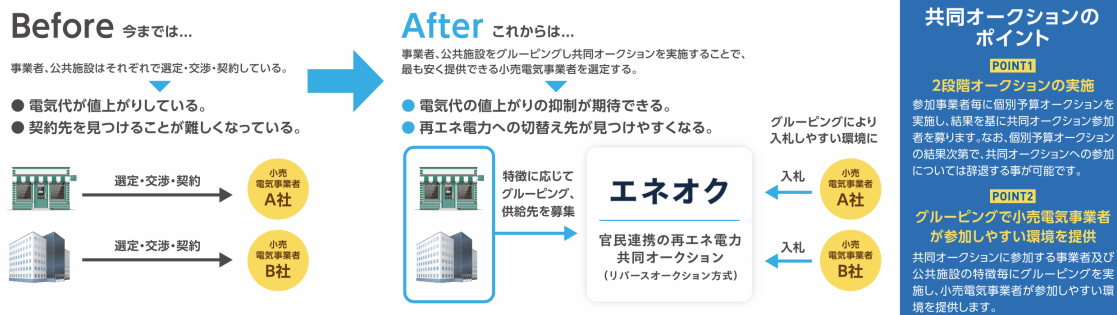 Before 今までは...
事業者、公共施設はそれぞれで選定・交渉・契約している。
● 電気代が値上がりしている。
● 契約先を見つけることが難しくなっている。
選定・交渉・契約
小売
電気事業者
A社
選定・交渉・契約
小売
電気事業者
B社
After これからは...
事業者、公共施設をグルーピングし共同オークションを実施することで、
最も安く提供できる小売電気事業者を選定する。
● 電気代の値上がりの抑制が期待できる。
● 再エネ電力への切替え先が見つけやすくなる。
特徴に応じて
グルーピング、
供給先を募集
エネオク
官民連携の再エネ電力
共同オークション
(リバースオークション方式)
グルーピングにより
入札しやすい環境に
入札
小売
電気事業者
A社
入札
小売
電気事業者
B社
共同オークションの
ポイント
POINT1
2段階オークションの実施
参加事業者毎に個別予算オークションを
実施し、結果を基に共同オークション参加
者を募ります。なお、個別予算オークション
の結果次第で、共同オークションへの参加
については辞退する事が可能です。
POINT2
グルーピングで小売電気事業者
が参加しやすい環境を提供
共同オークションに参加する事業者及び
公共施設の特徴毎にグルーピングを実
施し、小売電気事業者が参加しやすい環
境を提供します。